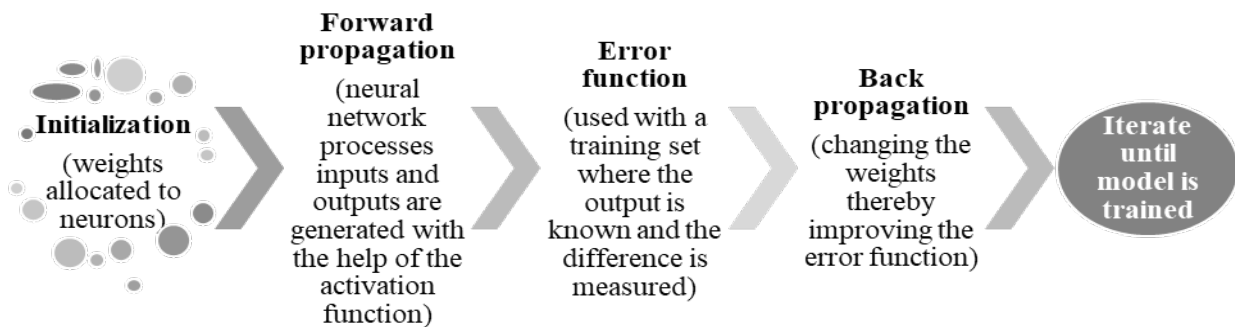 Initialization
(weights
allocated to
neurons)
Forward
propagation
(neural
network
processes
inputs and
outputs are
generated with
the help of the
activation
function)
Error
function
(used with a
training set
where the
output is
known and the
difference is
measured)
Back
propagation
(changing the
weights
thereby
improving the
error function)
Iterate
until
model is
trained